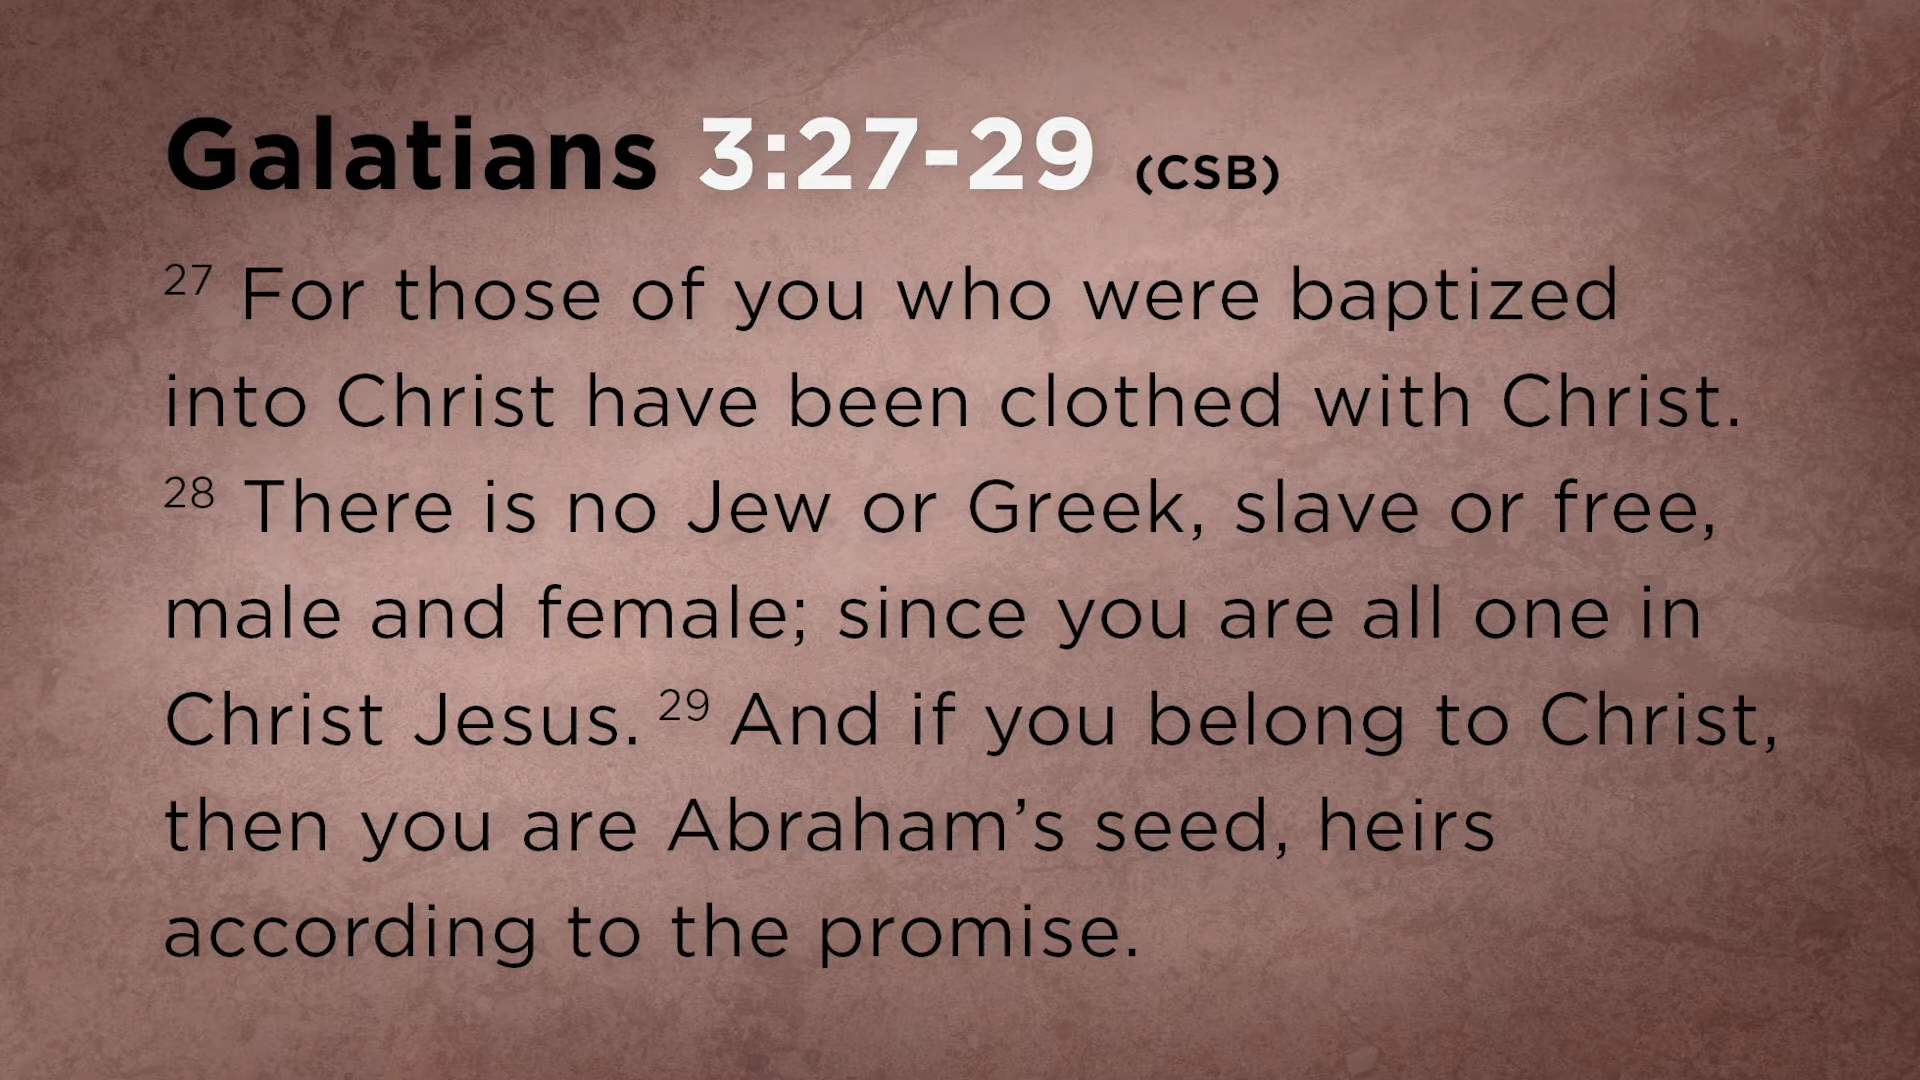 Galatians 3:27-29 (CSB)
27 For those of you who were baptized
into Christ have been clothed with Christ.
28 There is no Jew or Greek, slave or free,
male and female; since you are all one in
Christ Jesus. 29 And if you belong to Christ,
then you are Abraham’s seed, heirs
according to the promise.